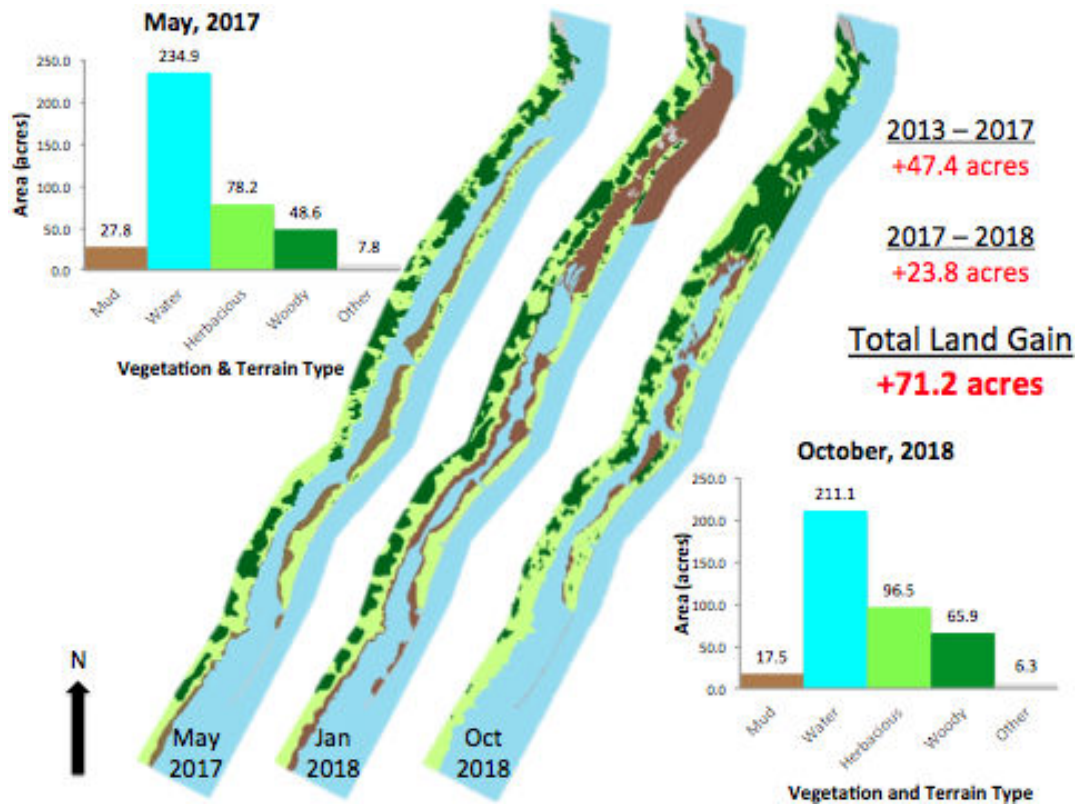 May, 2017
250.0
200.0
150.0
100.0
50.0
0.0
Area (acres)
27.8
234.9
78.2
48.6
7.8
Mud
Water
Herbacious
Woody
Other
Vegetation & Terrain Type
2013 – 2017
+47.4 acres
2017 – 2018
+23.8 acres
Total Land Gain
+71.2 acres
October, 2018
250.0
200.0
150.0
100.0
50.0
0.0
Area (acres)
17.5
211.1
96.5
65.9
6.3
Mud
Water
Herbacious
Woody
Other
Vegetation and Terrain Type
N
May
2017
Jan
2018
Oct
2018